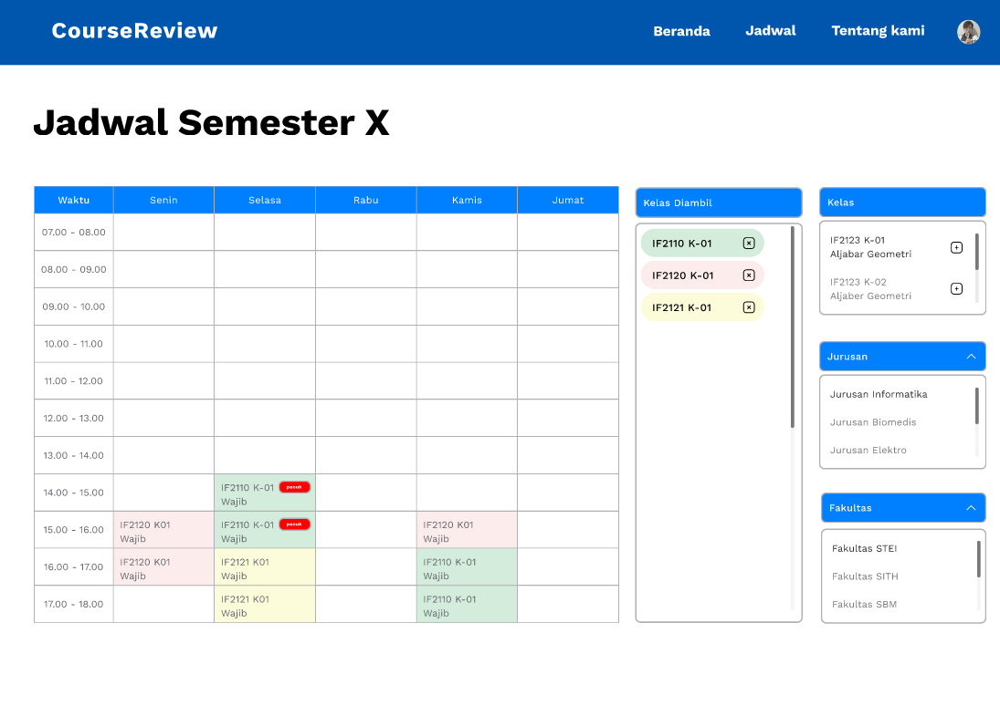 CourseReview
Beranda
Jadwal
Tentang kami
Jadwal Semester X
Waktu Senin Selasa Rabu Kamis Jumat
07.00 - 08.00
08.00 - 09.00
09.00 - 10.00
10.00 - 11.00
11.00 - 12.00
12.00 - 13.00
13.00 - 14.00
14.00 - 15.00
IF2110 K-01 penuh
Wajib
15.00 - 16.00
IF2120 K01
Wajib
IF2110 K-01 penuh
Wajib
IF2120 K01
Wajib
16.00 - 17.00
IF2120 K01
Wajib
IF2121 K01
Wajib
IF2110 K-01
Wajib
17.00 - 18.00
IF2121 K01
Wajib
IF2110 K-01
Wajib
Kelas Diambil
IF2110 K-01
IF2120 K-01
IF2121 K-01
Kelas
IF2123 K-01
Aljabar Geometri
IF2123 K-02
Aljaber Geometri
Jurusan
Jurusan Informatika
Jurusan Biomedis
Jurusan Elektro
Fakultas
Fakultas STEI
Fakultas SITH
Fakultas SBM